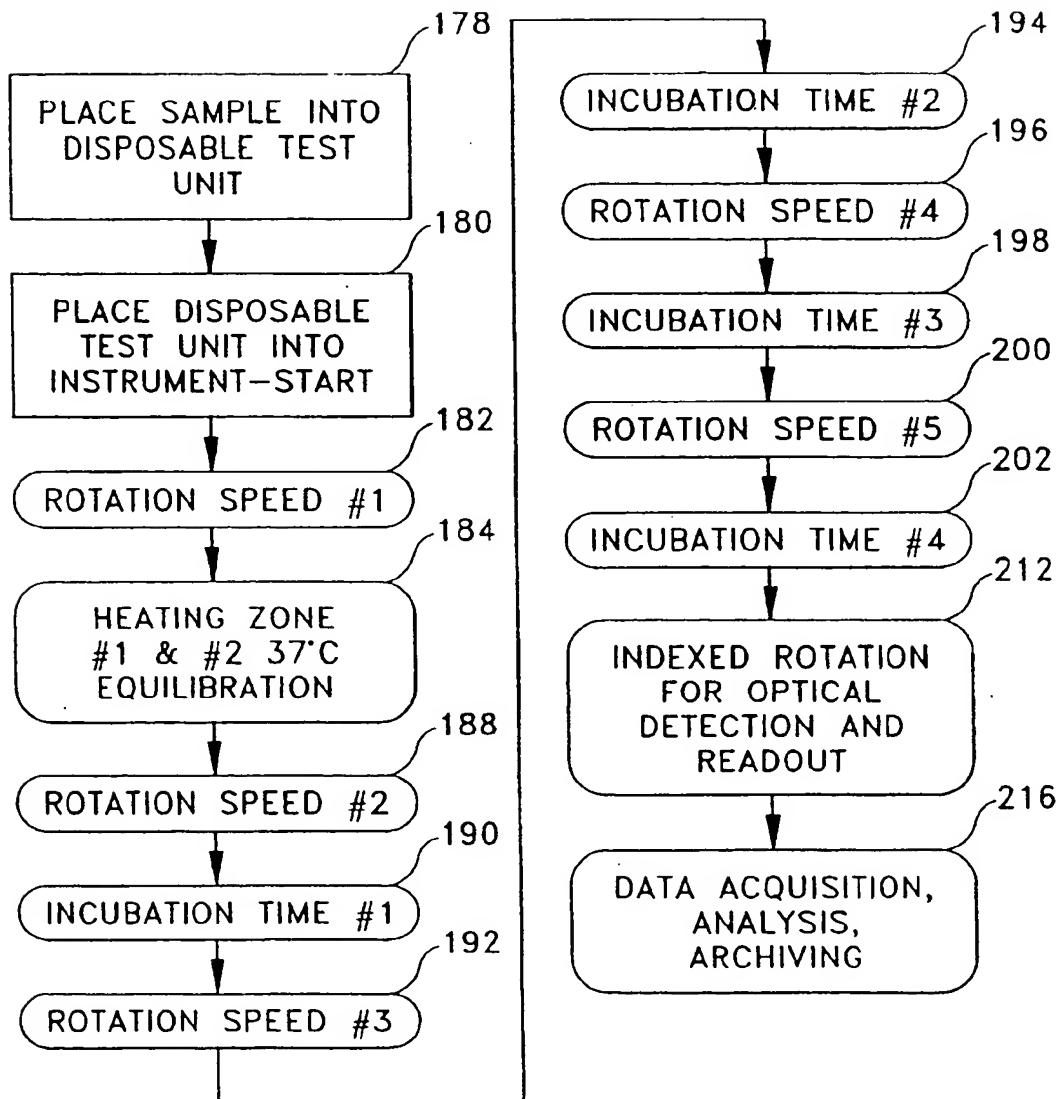 178
PLACE SAMPLE INTO
DISPOSABLE TEST
UNIT
180
PLACE DISPOSABLE
TEST UNIT INTO
INSTRUMENT-START
182
ROTATION SPEED #1
184
HEATING ZONE
#1 & #2 37°C
EQUILIBRATION
188
ROTATION SPEED #2
190
INCUBATION TIME #1
192
ROTATION SPEED #3
194
INCUBATION TIME #2
196
ROTATION SPEED #4
198
INCUBATION TIME #3
200
ROTATION SPEED #5
202
INCUBATION TIME #4
212
INDEXED ROTATION
FOR OPTICAL
DETECTION AND
READOUT
216
DATA ACQUISITION,
ANALYSIS,
ARCHIVING